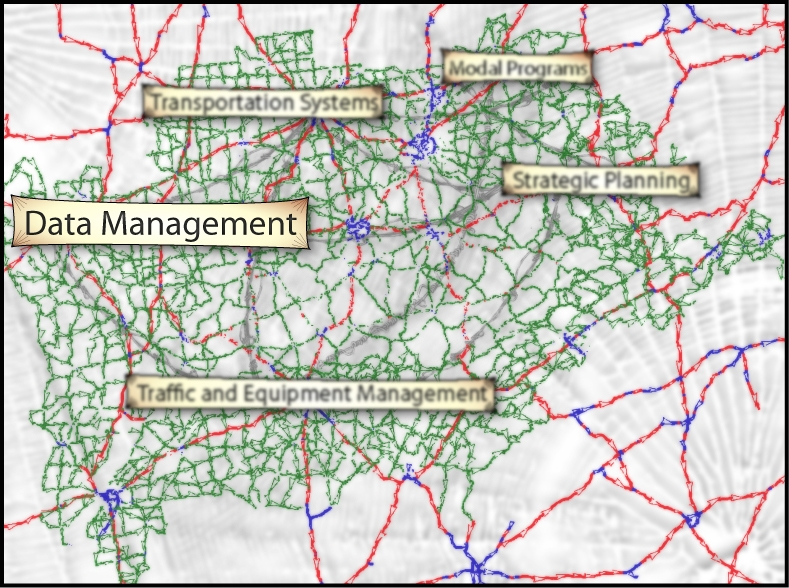 Modal Programs
Transportation Systems
Strategic Planning
Data Management
Traffic and Equipment Management